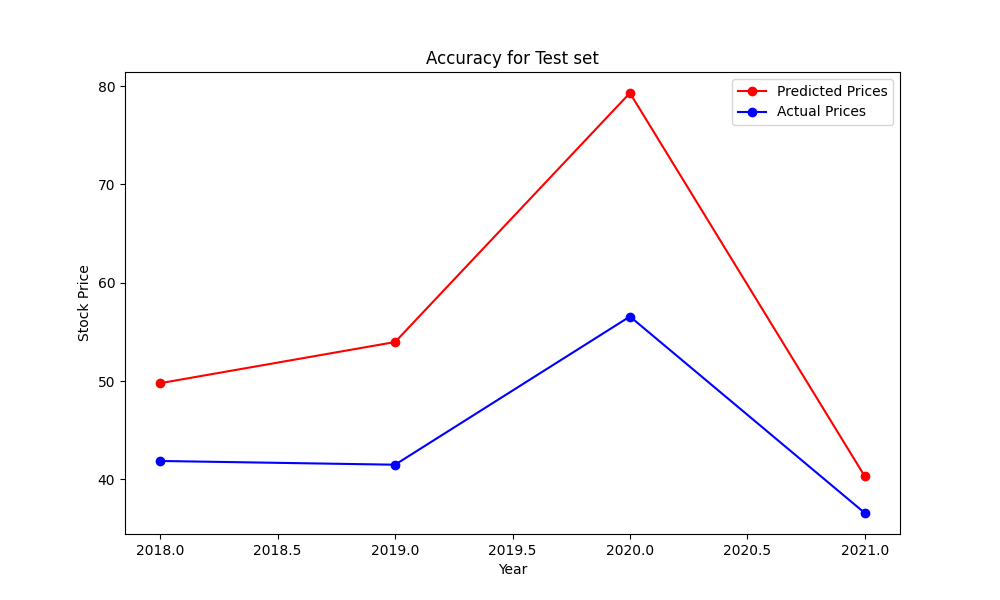 Accuracy for Test set
Predicted Prices
Actual Prices
80
70
60
50
40
Stock Price
2018.0 2018.5 2019.0 2019.5 2020.0 2020.5 2021.0
Year